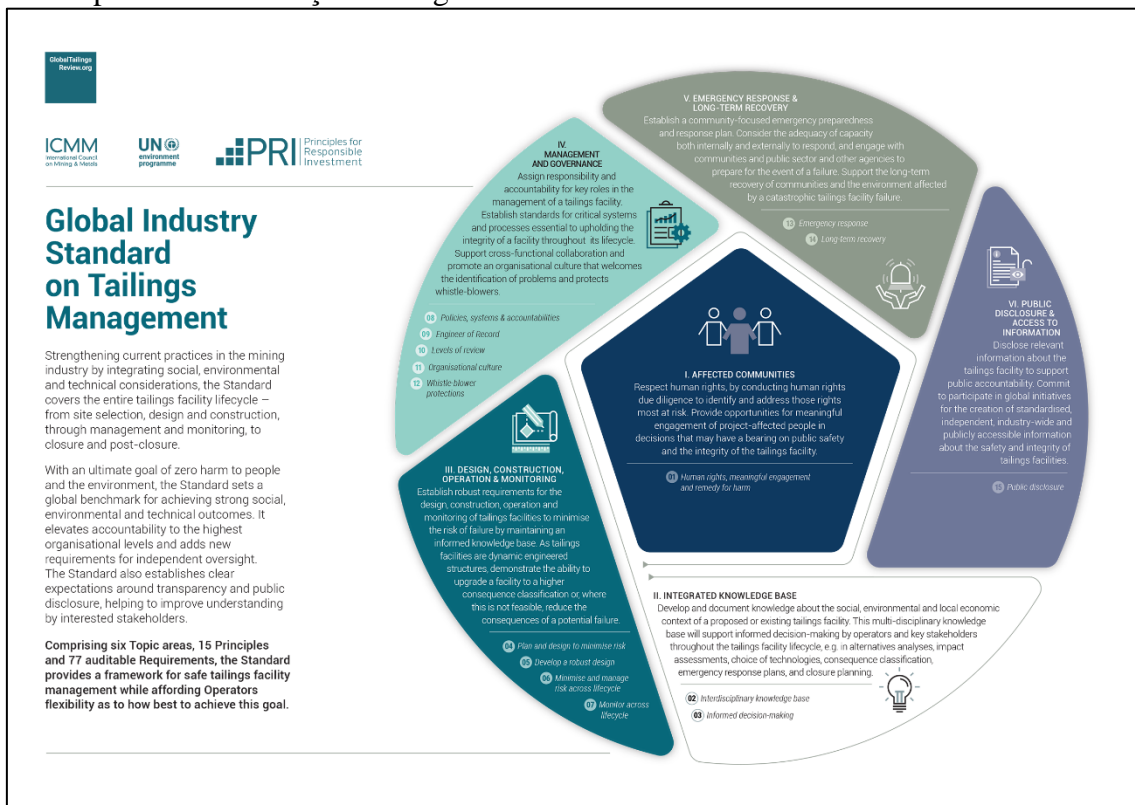 GlobalTailings
Review.org
ICMM
International Council
on Mining & Metals
UN
environment
programme
PRI
Principles for
Responsible
Investment
Global Industry
Standard
on Tailings
Management
Strengthening current practices in the mining
industry by integrating social, environmental
and technical considerations, the Standard
covers the entire tailings facility lifecycle –
from site selection, design and construction,
through management and monitoring, to
closure and post-closure.
With an ultimate goal of zero harm to people
and the environment, the Standard sets a
global benchmark for achieving strong social,
environmental and technical outcomes. It
elevates accountability to the highest
organisational levels and adds new
requirements for independent oversight.
The Standard also establishes clear
expectations around transparency and public
disclosure, helping to improve understanding
by interested stakeholders.
Comprising six Topic areas, 15 Principles
and 77 auditable Requirements, the Standard
provides a framework for safe tailings facility
management while affording Operators
flexibility as to how best to achieve this goal.
I. AFFECTED COMMUNITIES
Respect human rights, by conducting human rights
due diligence to identify and address those rights
most at risk. Provide opportunities for meaningful
engagement of project-affected people in
decisions that may have a bearing on public safety
and the integrity of the tailings facility.
01 Human rights, meaningful engagement
and remedy for harm
II. INTEGRATED KNOWLEDGE BASE
Develop and document knowledge about the social, environmental and local economic
context of a proposed or existing tailings facility. This multi-disciplinary knowledge
base will support informed decision-making by operators and key stakeholders
throughout the tailings facility lifecycle, e.g. in alternatives analyses, impact
assessments, choice of technologies, consequence classification,
emergency response plans, and closure planning.
02 Interdisciplinary knowledge base
03 Informed decision-making
III. DESIGN, CONSTRUCTION,
OPERATION & MONITORING
Establish robust requirements for the
design, construction, operation and
monitoring of tailings facilities to minimise
the risk of failure by maintaining an
informed knowledge base. As tailings
facilities are dynamic engineered
structures, demonstrate the ability to
upgrade a facility to a higher
consequence classification or, where
this is not feasible, reduce the
consequences of a potential failure.
04 Plan and design to minimise risk
05 Develop a robust design
06 Minimise and manage
risk across lifecycle
07 Monitor across
lifecycle
IV.
MANAGEMENT
AND GOVERNANCE
Assign responsibility and
accountability for key roles in the
management of a tailings facility.
Establish standards for critical systems
and processes essential to upholding the
integrity of a facility throughout its lifecycle.
Support cross-functional collaboration and
promote an organisational culture that welcomes
the identification of problems and protects
whistle-blowers.
08 Policies, systems & accountabilities
09 Engineer of Record
10 Levels of review
11 Organisational culture
12 Whistle-blower
protections
V. EMERGENCY RESPONSE &
LONG-TERM RECOVERY
Establish a community-focused emergency preparedness
and response plan. Consider the adequacy of capacity
both internally and externally to respond, and engage with
communities and public sector and other agencies to
prepare for the event of a failure. Support the long-term
recovery of communities and the environment affected
by a catastrophic tailings facility failure.
13 Emergency response
14 Long-term recovery
VI. PUBLIC
DISCLOSURE &
ACCESS TO
INFORMATION
Disclose relevant
information about the
tailings facility to support
public accountability. Commit
to participate in global initiatives
for the creation of standardised,
independent, industry-wide and
publicly accessible information
about the safety and integrity of
tailings facilities.
15 Public disclosure